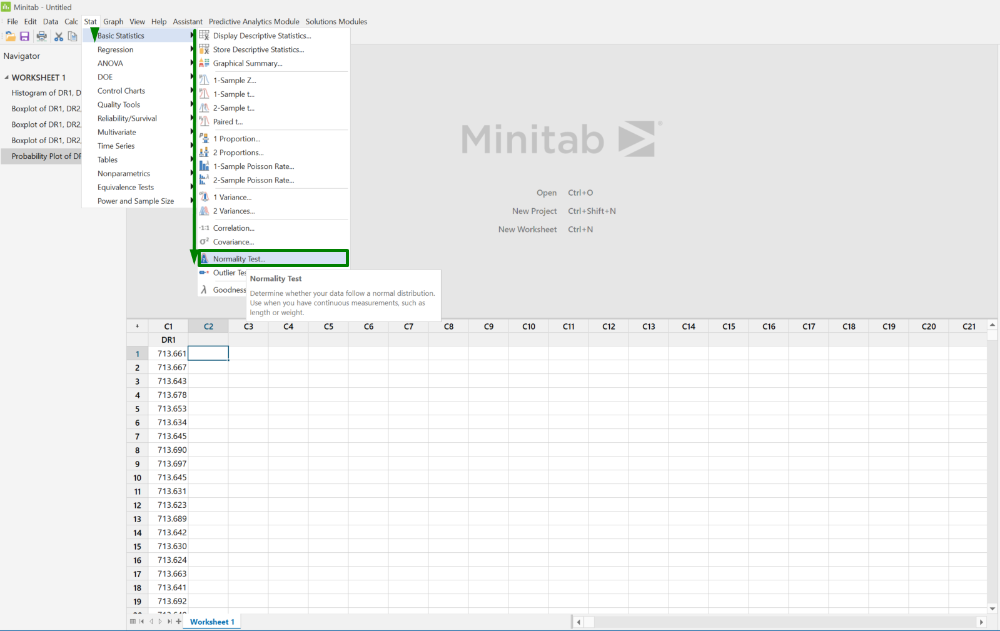 Minitab - Untitled
File Edit Data Calc Stat Graph View Help Assistant Predictive Analytics Module Solutions Modules
Navigator
WORKSHEET 1
Histogram of DR1, D
Boxplot of DR1, DR2,
Boxplot of DR1, DR2,
Boxplot of DR1, DR2,
Probability Plot of DF
Basic Statistics
Regression
ANOVA
DOE
Control Charts
Quality Tools
Reliability/Survival
Multivariate
Time Series
Tables
Nonparametrics
Equivalence Tests
Power and Sample Size
Display Descriptive Statistics...
Store Descriptive Statistics...
Graphical Summary...
1-Sample Z...
1-Sample t...
2-Sample t...
Paired t...
1 Proportion...
2 Proportions...
1-Sample Poisson Rate...
2-Sample Poisson Rate...
1 Variance...
2 Variances...
-1:1 Correlation...
σ² Covariance...
Normality Test...
Outlier Tes
λ Goodness
Normality Test
Determine whether your data follow a normal distribution.
Use when you have continuous measurements, such as
length or weight.
Minitab
Open Ctrl+O
New Project Ctrl+Shift+N
New Worksheet Ctrl+N
C1 C2 C3 C4 C5 C6 C7 C8 C9 C10 C11 C12 C13 C14 C15 C16 C17 C18 C19 C20 C21
DR1
1 713.661
2 713.667
3 713.643
4 713.678
5 713.653
6 713.634
7 713.645
8 713.690
9 713.697
10 713.645
11 713.631
12 713.623
13 713.689
14 713.642
15 713.630
16 713.624
17 713.663
18 713.641
19 713.692
Worksheet 1